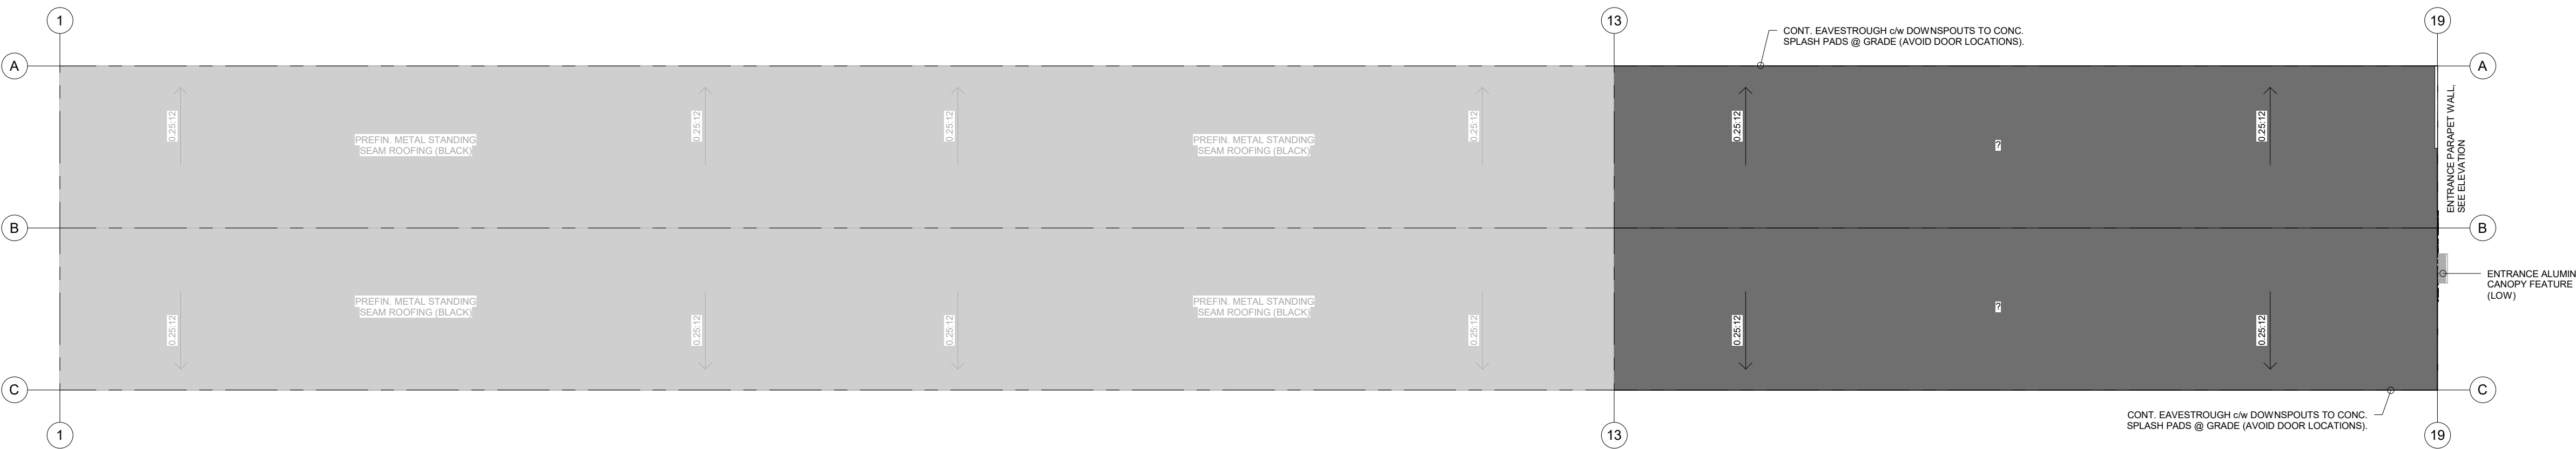 1
13
19
CONT. EAVESTROUGH c/w DOWNSPOUTS TO CONC.
SPLASH PADS @ GRADE (AVOID DOOR LOCATIONS).
A
A
0.25:12
0.25:12
0.25:12
0.25:12
0.25:12
0.25:12
PREFIN. METAL STANDING
SEAM ROOFING (BLACK)
PREFIN. METAL STANDING
SEAM ROOFING (BLACK)
?
ENTRANCE PARAPET WALL,
SEE ELEVATION
B
B
ENTRANCE ALUMIN
CANOPY FEATURE
(LOW)
PREFIN. METAL STANDING
SEAM ROOFING (BLACK)
PREFIN. METAL STANDING
SEAM ROOFING (BLACK)
?
0.25:12
0.25:12
0.25:12
0.25:12
0.25:12
0.25:12
C
C
CONT. EAVESTROUGH c/w DOWNSPOUTS TO CONC.
SPLASH PADS @ GRADE (AVOID DOOR LOCATIONS).
1
13
19